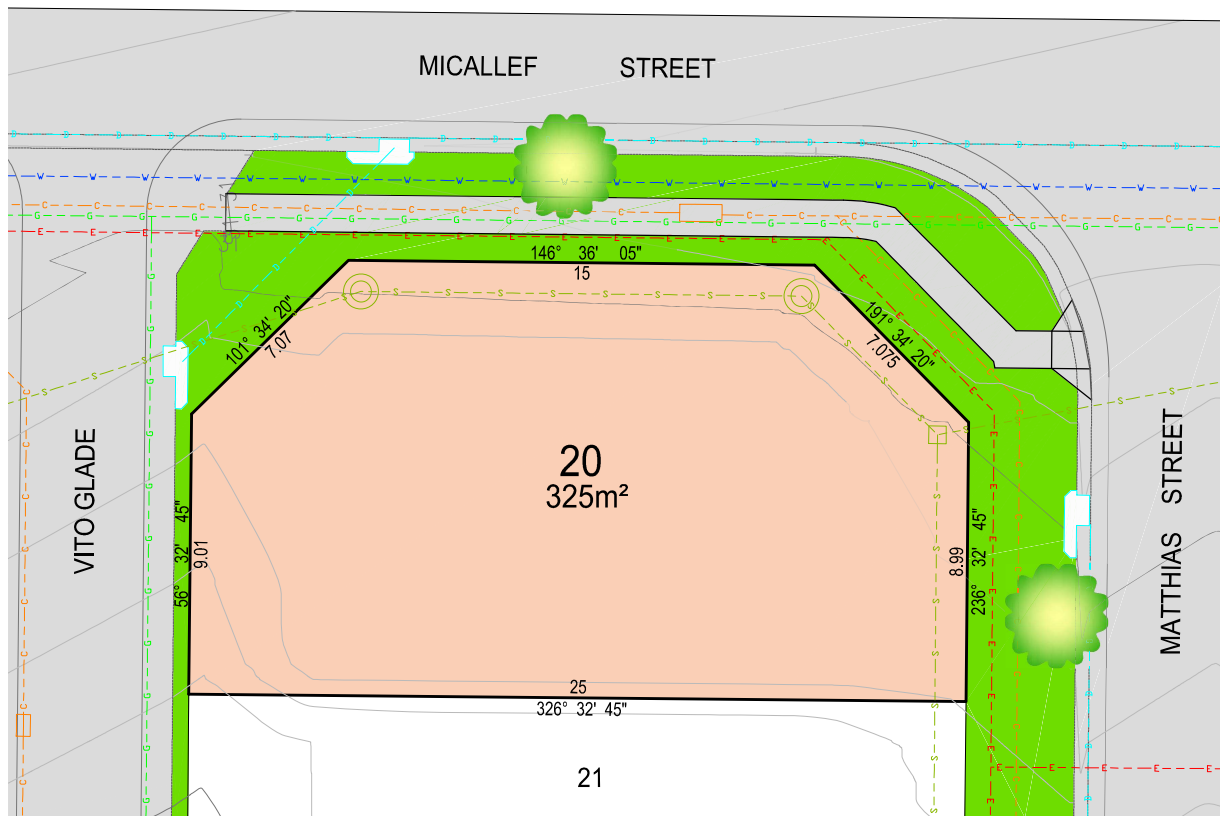 MICALLEF STREET
146° 36' 05"
15
101° 34' 20"
7.07
191° 34' 20"
7.075
VITO GLADE
56° 32' 45"
9.01
20
325m²
8.99
236° 32' 45"
MATTHIAS STREET
25
326° 32' 45"
21